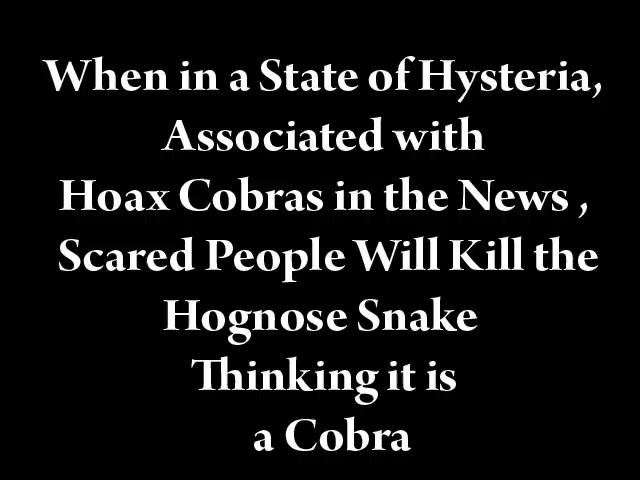 When in a State of Hysteria,
Associated with
Hoax Cobras in the News ,
Scared People Will Kill the
Hognose Snake
Thinking it is
a Cobra